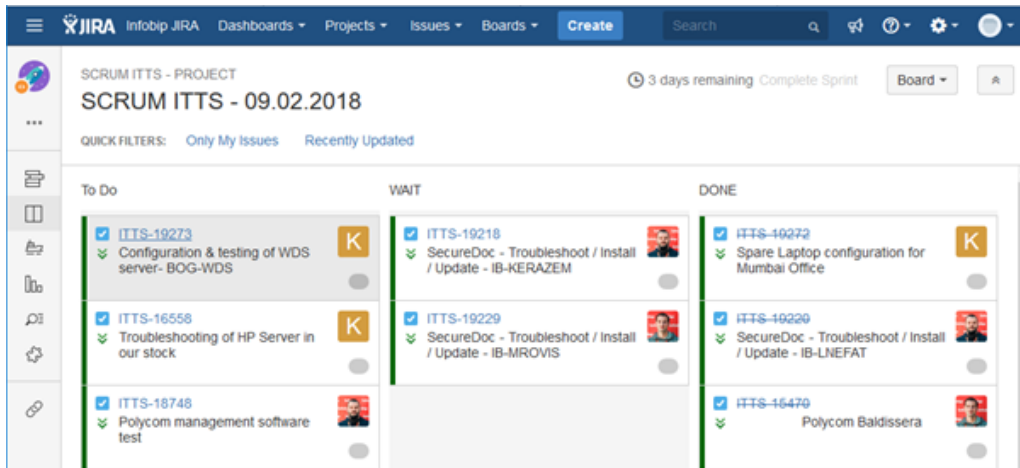 JIRA Infobip JIRA Dashboards Projects Issues Boards Create Search
SCRUM ITTS - PROJECT
3 days remaining Complete Sprint Board
SCRUM ITTS - 09.02.2018
QUICK FILTERS: Only My Issues Recently Updated
To Do
ITTS-19273
K
Configuration & testing of WDS
server- BOG-WDS
ITTS-16558
K
Troubleshooting of HP Server in
our stock
ITTS-18748
Polycom management software
test
WAIT
ITTS-19218
SecureDoc - Troubleshoot / Install
/ Update - IB-KERAZEM
ITTS-19229
SecureDoc - Troubleshoot / Install
/ Update - IB-MROVIS
DONE
ITTS-19272
K
Spare Laptop configuration for
Mumbai Office
ITTS-19220
SecureDoc - Troubleshoot / Install
/ Update - IB-LNEFAT
ITTS-15470
Polycom Baldissera